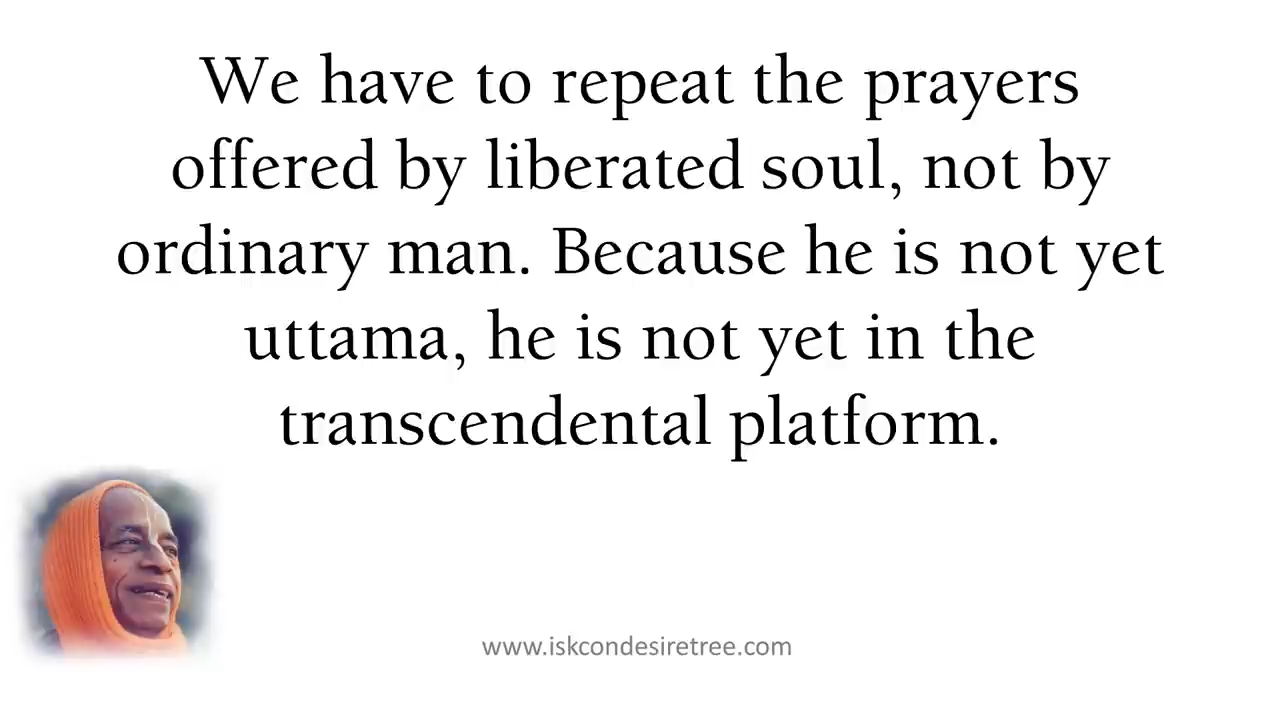 We have to repeat the prayers
offered by liberated soul, not by
ordinary man. Because he is not yet
uttama, he is not yet in the
transcendental platform.
www.iskcondesiretree.com